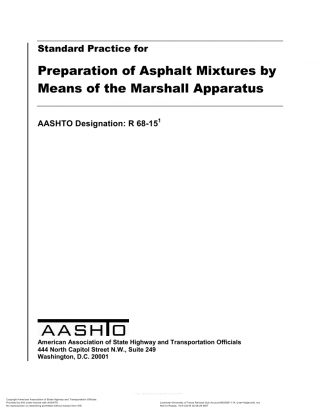 Standard Practice for
Preparation of Asphalt Mixtures by
Means of the Marshall Apparatus
AASHTO Designation: R 68-15¹
AASHTO
American Association of State Highway and Transportation Officials
444 North Capitol Street N.W., Suite 249
Washington, D.C. 20001